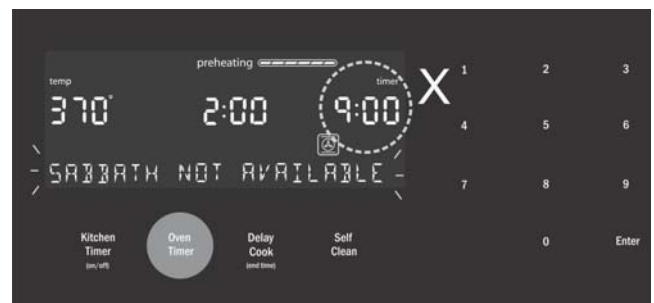 preheating
temp
timer
370°
2:00
9:00
X
SABBATH NOT AVAILABLE
Kitchen Timer
(on/off)
Oven Timer
Delay Cook
(end time)
Self Clean
1 2 3
4 5 6
7 8 9
0 Enter